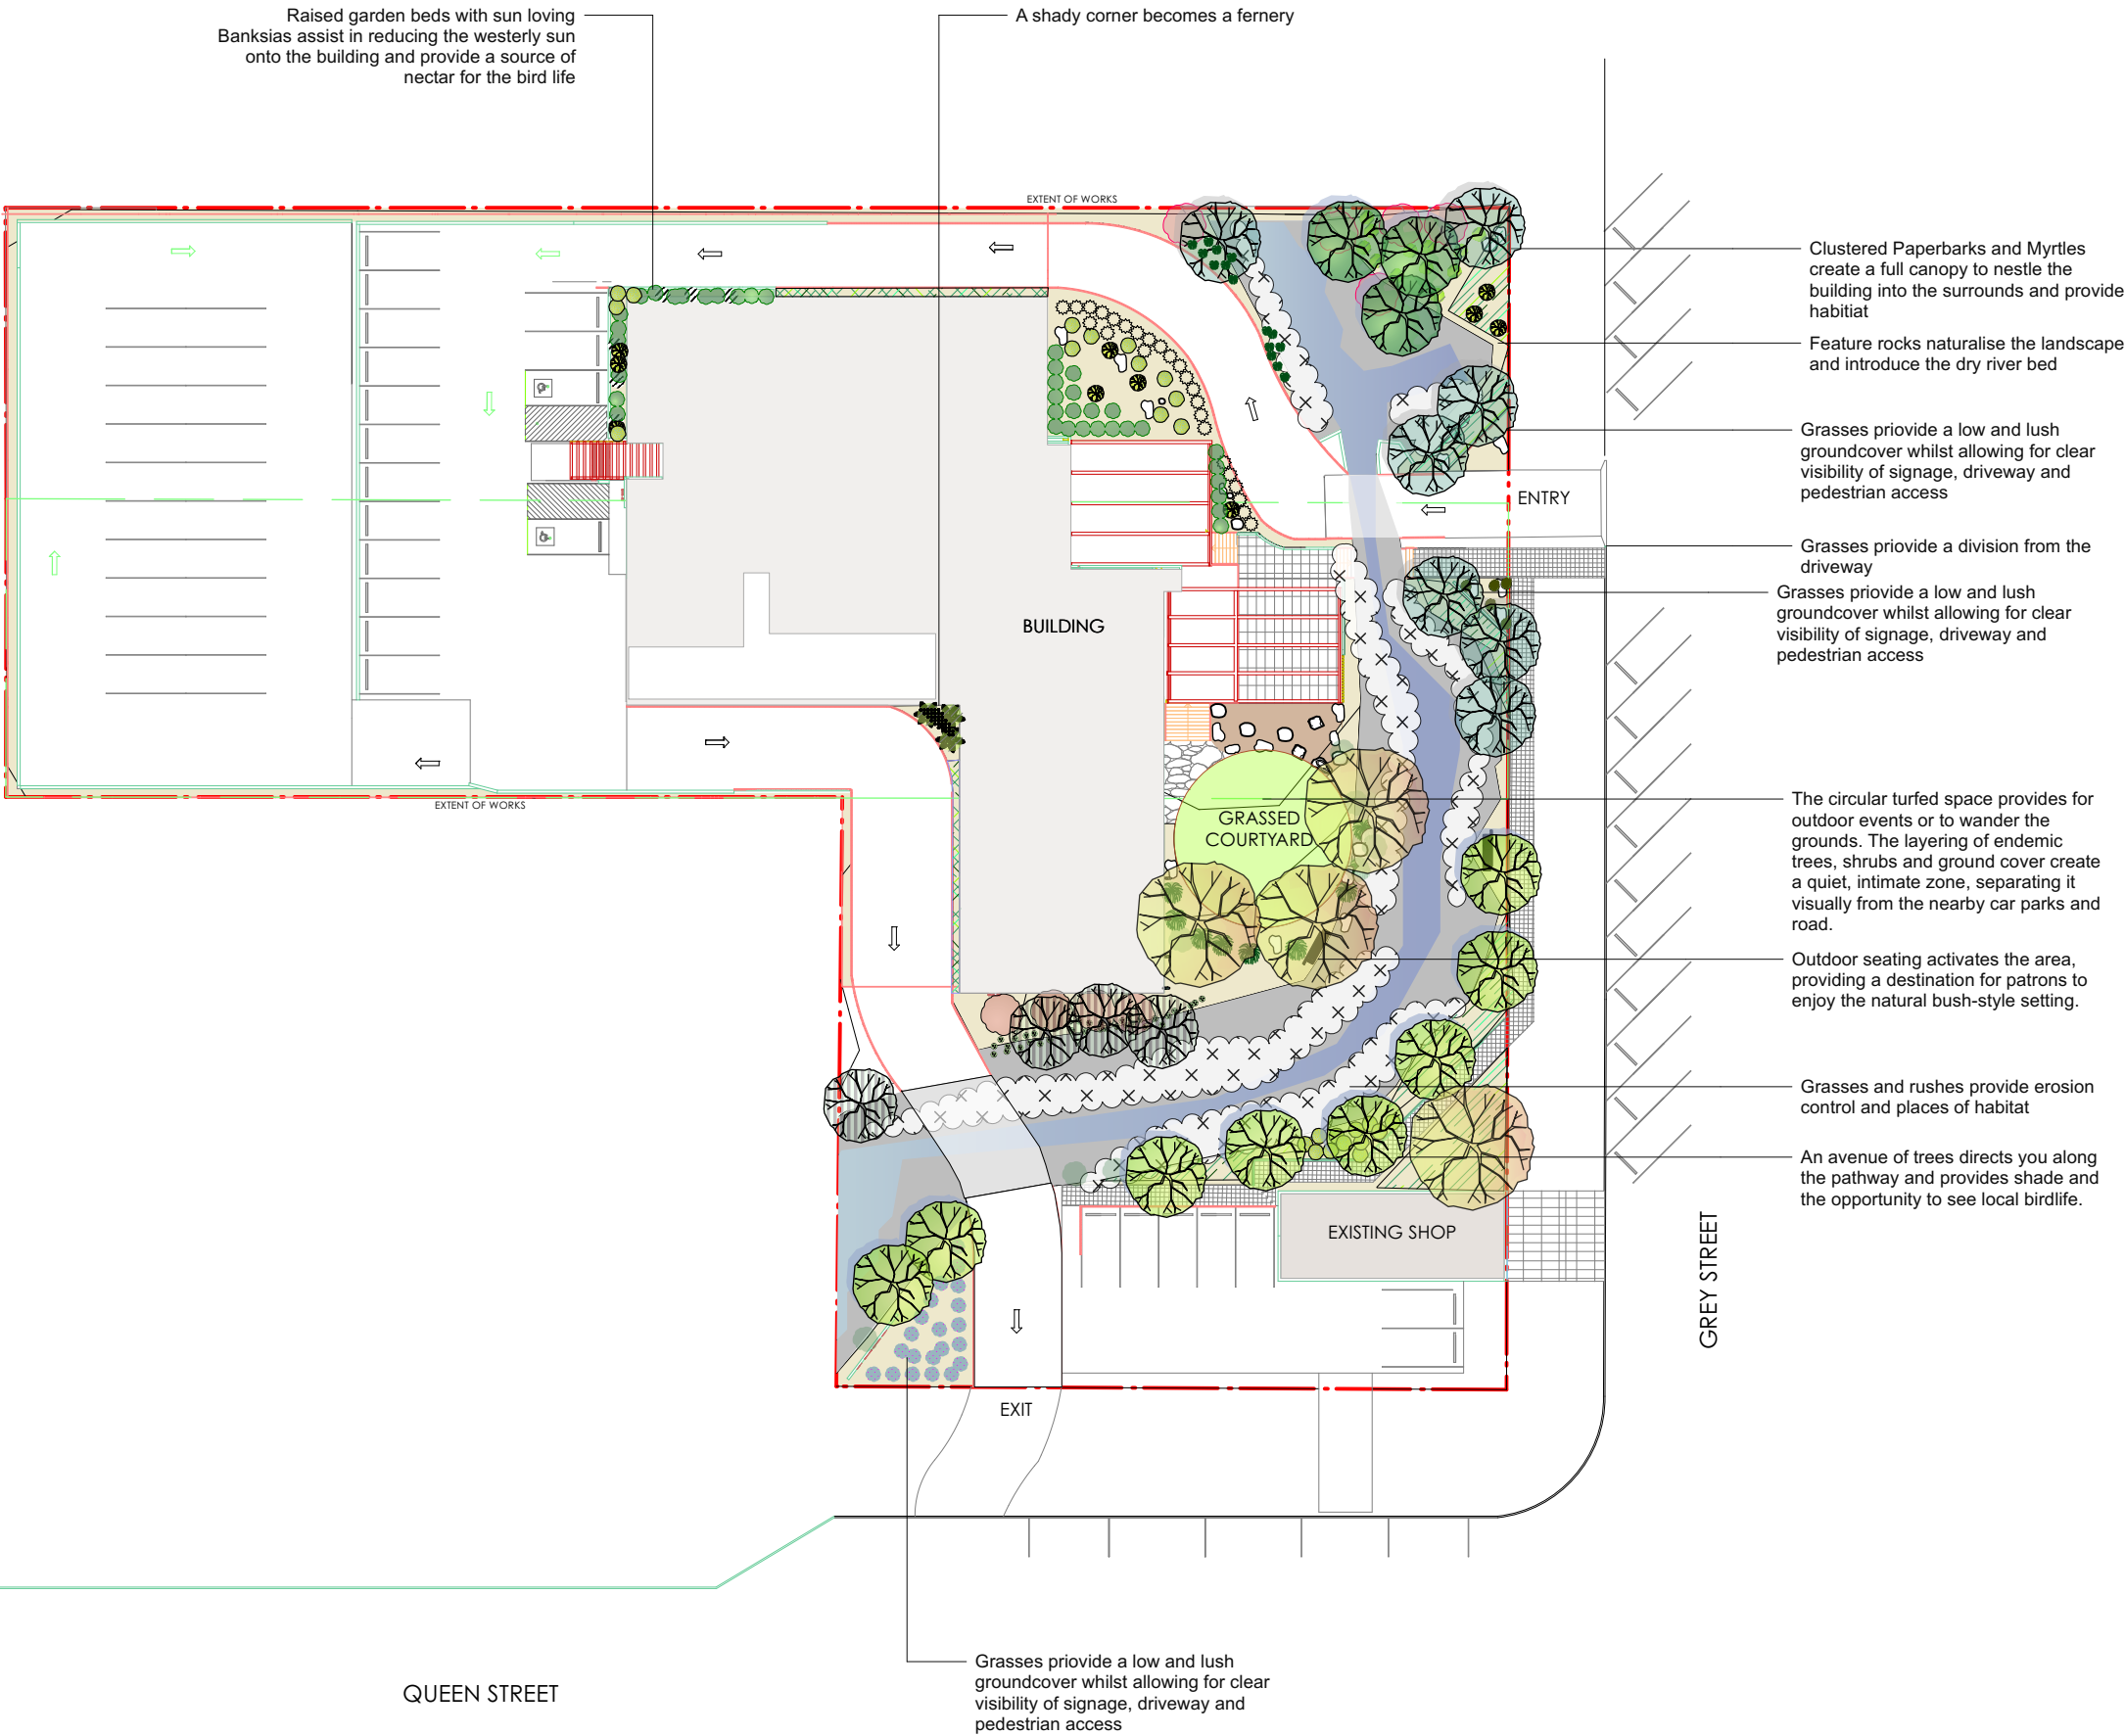 Raised garden beds with sun loving
Banksias assist in reducing the westerly sun
onto the building and provide a source of
nectar for the bird life
A shady corner becomes a fernery
EXTENT OF WORKS
Clustered Paperbarks and Myrtles
create a full canopy to nestle the
building into the surrounds and provide
habitiat
Feature rocks naturalise the landscape
and introduce the dry river bed
Grasses priovide a low and lush
groundcover whilst allowing for clear
visibility of signage, driveway and
pedestrian access
ENTRY
Grasses priovide a division from the
driveway
Grasses priovide a low and lush
groundcover whilst allowing for clear
visibility of signage, driveway and
pedestrian access
BUILDING
EXTENT OF WORKS
GRASSED
COURTYARD
The circular turfed space provides for
outdoor events or to wander the
grounds. The layering of endemic
trees, shrubs and ground cover create
a quiet, intimate zone, separating it
visually from the nearby car parks and
road.
Outdoor seating activates the area,
providing a destination for patrons to
enjoy the natural bush-style setting.
Grasses and rushes provide erosion
control and places of habitat
An avenue of trees directs you along
the pathway and provides shade and
the opportunity to see local birdlife.
EXISTING SHOP
GREY STREET
EXIT
Grasses priovide a low and lush
groundcover whilst allowing for clear
visibility of signage, driveway and
pedestrian access
QUEEN STREET